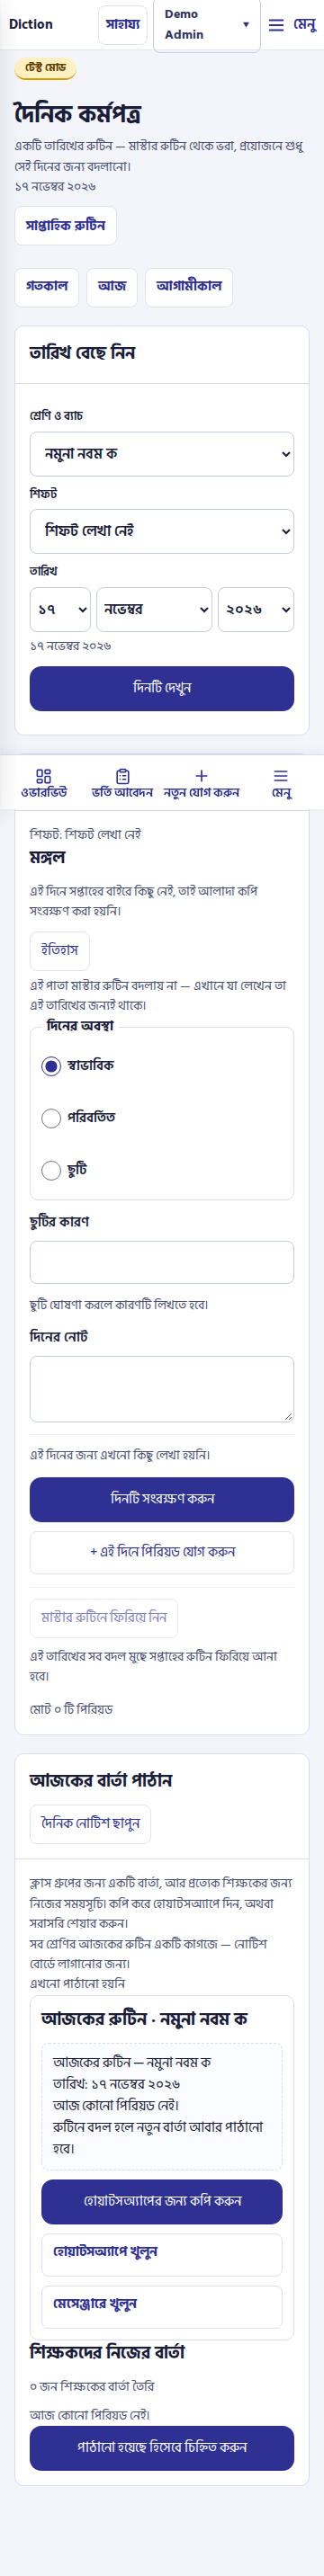 Diction
সাহায্য
Demo
Admin
মেনু
টেস্ট মোড
দৈনিক কর্মপত্র
একটি তারিখের রুটিন — মাস্টার রুটিন থেকে ভরা, প্রয়োজনে শুধু
সেই দিনের জন্য বদলানো।
১৭ নভেম্বর ২০২৬
সাপ্তাহিক রুটিন
গতকাল
আজ
আগামীকাল
তারিখ বেছে নিন
শ্রেণি ও ব্যাচ
নমুনা নবম ক
শিফট
শিফট লেখা নেই
তারিখ
১৭
নভেম্বর
২০২৬
১৭ নভেম্বর ২০২৬
দিনটি দেখুন
ওভারভিউ
ভর্তি আবেদন
নতুন যোগ করুন
মেনু
শিফট: শিফট লেখা নেই
মঙ্গল
এই দিনে সপ্তাহের বাইরে কিছু নেই, তাই আলাদা কপি
সংরক্ষণ করা হয়নি।
ইতিহাস
এই পাতা মাস্টার রুটিন বদলায় না — এখানে যা লেখেন তা
এই তারিখের জন্যই থাকে।
দিনের অবস্থা
স্বাভাবিক
পরিবর্তিত
ছুটি
ছুটির কারণ
ছুটি ঘোষণা করলে কারণটি লিখতে হবে।
দিনের নোট
এই দিনের জন্য এখনো কিছু লেখা হয়নি।
দিনটি সংরক্ষণ করুন
+ এই দিনে পিরিয়ড যোগ করুন
মাস্টার রুটিনে ফিরিয়ে নিন
এই তারিখের সব বদল মুছে সপ্তাহের রুটিন ফিরিয়ে আনা
হবে।
মোট ০ টি পিরিয়ড
আজকের বার্তা পাঠান
দৈনিক নোটিশ ছাপুন
ক্লাস গ্রুপের জন্য একটি বার্তা, আর প্রত্যেক শিক্ষকের জন্য
নিজের সময়সূচি। কপি করে হোয়াটসঅ্যাপে দিন, অথবা
সরাসরি শেয়ার করুন।
সব শ্রেণির আজকের রুটিন একটি কাগজে — নোটিশ
বোর্ডে লাগানোর জন্য।
এখনো পাঠানো হয়নি
আজকের রুটিন · নমুনা নবম ক
আজকের রুটিন — নমুনা নবম ক
তারিখ: ১৭ নভেম্বর ২০২৬
আজ কোনো পিরিয়ড নেই।
রুটিনে বদল হলে নতুন বার্তা আবার পাঠানো
হবে।
হোয়াটসঅ্যাপের জন্য কপি করুন
হোয়াটসঅ্যাপে খুলুন
মেসেঞ্জারে খুলুন
শিক্ষকদের নিজের বার্তা
০ জন শিক্ষকের বার্তা তৈরি
আজ কোনো পিরিয়ড নেই।
পাঠানো হয়েছে হিসেবে চিহ্নিত করুন